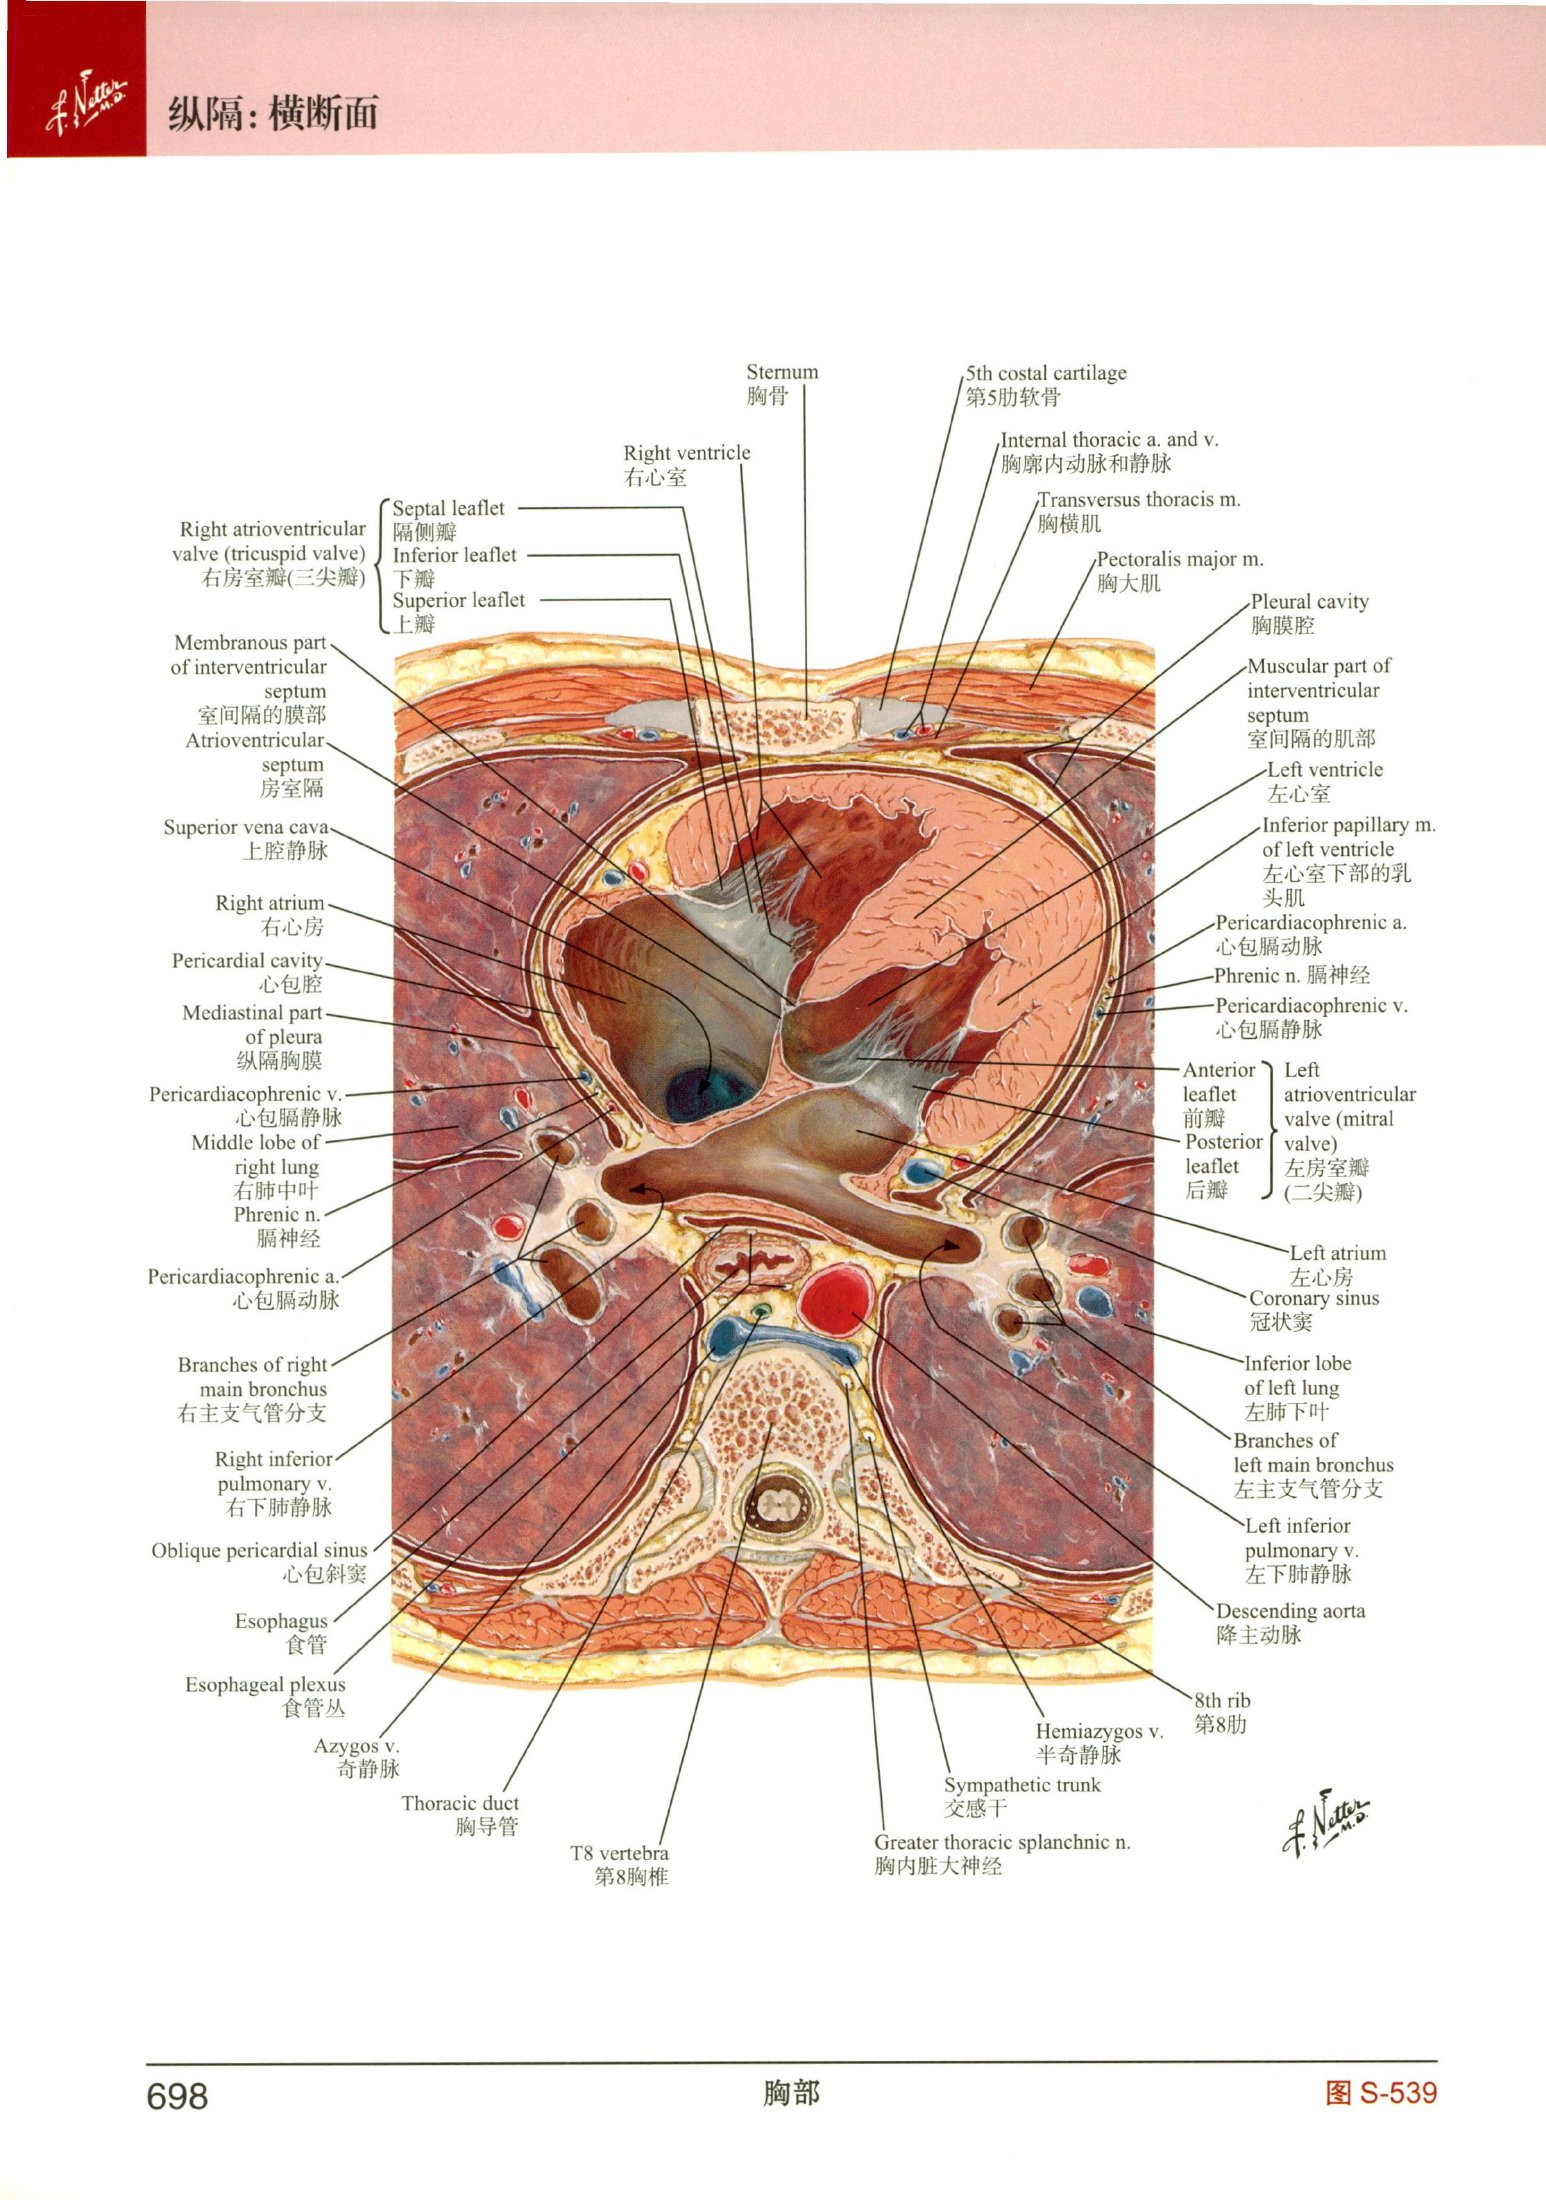 F. Netter M.D.
纵隔：横断面
Sternum
胸骨
5th costal cartilage
第5肋软骨
Right ventricle
右心室
Internal thoracic a. and v.
胸廓内动脉和静脉
Transversus thoracis m.
胸横肌
Pectoralis major m.
胸大肌
Right atrioventricular
valve (tricuspid valve)
右房室瓣(三尖瓣)
Septal leaflet
隔侧瓣
Inferior leaflet
下瓣
Superior leaflet
上瓣
Membranous part
of interventricular
septum
室间隔的膜部
Atrioventricular
septum
房室隔
Superior vena cava
上腔静脉
Right atrium
右心房
Pericardial cavity
心包腔
Mediastinal part
of pleura
纵隔胸膜
Pericardiacophrenic v.
心包膈静脉
Middle lobe of
right lung
右肺中叶
Phrenic n.
膈神经
Pericardiacophrenic a.
心包膈动脉
Branches of right
main bronchus
右主支气管分支
Right inferior
pulmonary v.
右下肺静脉
Oblique pericardial sinus
心包斜窦
Esophagus
食管
Esophageal plexus
食管丛
Azygos v.
奇静脉
Thoracic duct
胸导管
T8 vertebra
第8胸椎
Pleural cavity
胸膜腔
Muscular part of
interventricular
septum
室间隔的肌部
Left ventricle
左心室
Inferior papillary m.
of left ventricle
左心室下部的乳
头肌
Pericardiacophrenic a.
心包膈动脉
Phrenic n. 膈神经
Pericardiacophrenic v.
心包膈静脉
Anterior
leaflet
前瓣
Posterior
leaflet
后瓣
Left
atrioventricular
valve (mitral
valve)
左房室瓣
(二尖瓣)
Left atrium
左心房
Coronary sinus
冠状窦
Inferior lobe
of left lung
左肺下叶
Branches of
left main bronchus
左主支气管分支
Left inferior
pulmonary v.
左下肺静脉
Descending aorta
降主动脉
8th rib
第8肋
Hemiazygos v.
半奇静脉
Sympathetic trunk
交感干
Greater thoracic splanchnic n.
胸内脏大神经
F. Netter M.D.
698
胸部
图 S-539